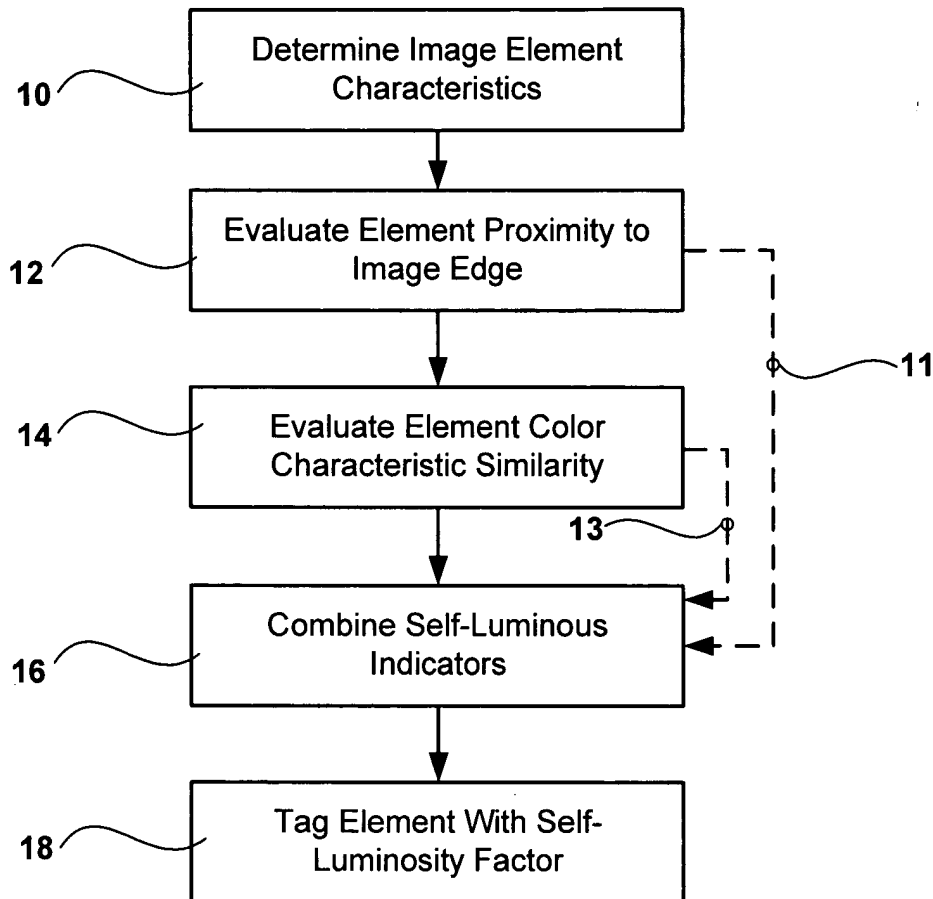 Determine Image Element
Characteristics
10
Evaluate Element Proximity to
Image Edge
12
11
Evaluate Element Color
Characteristic Similarity
14
13
Combine Self-Luminous
Indicators
16
Tag Element With Self-
Luminosity Factor
18